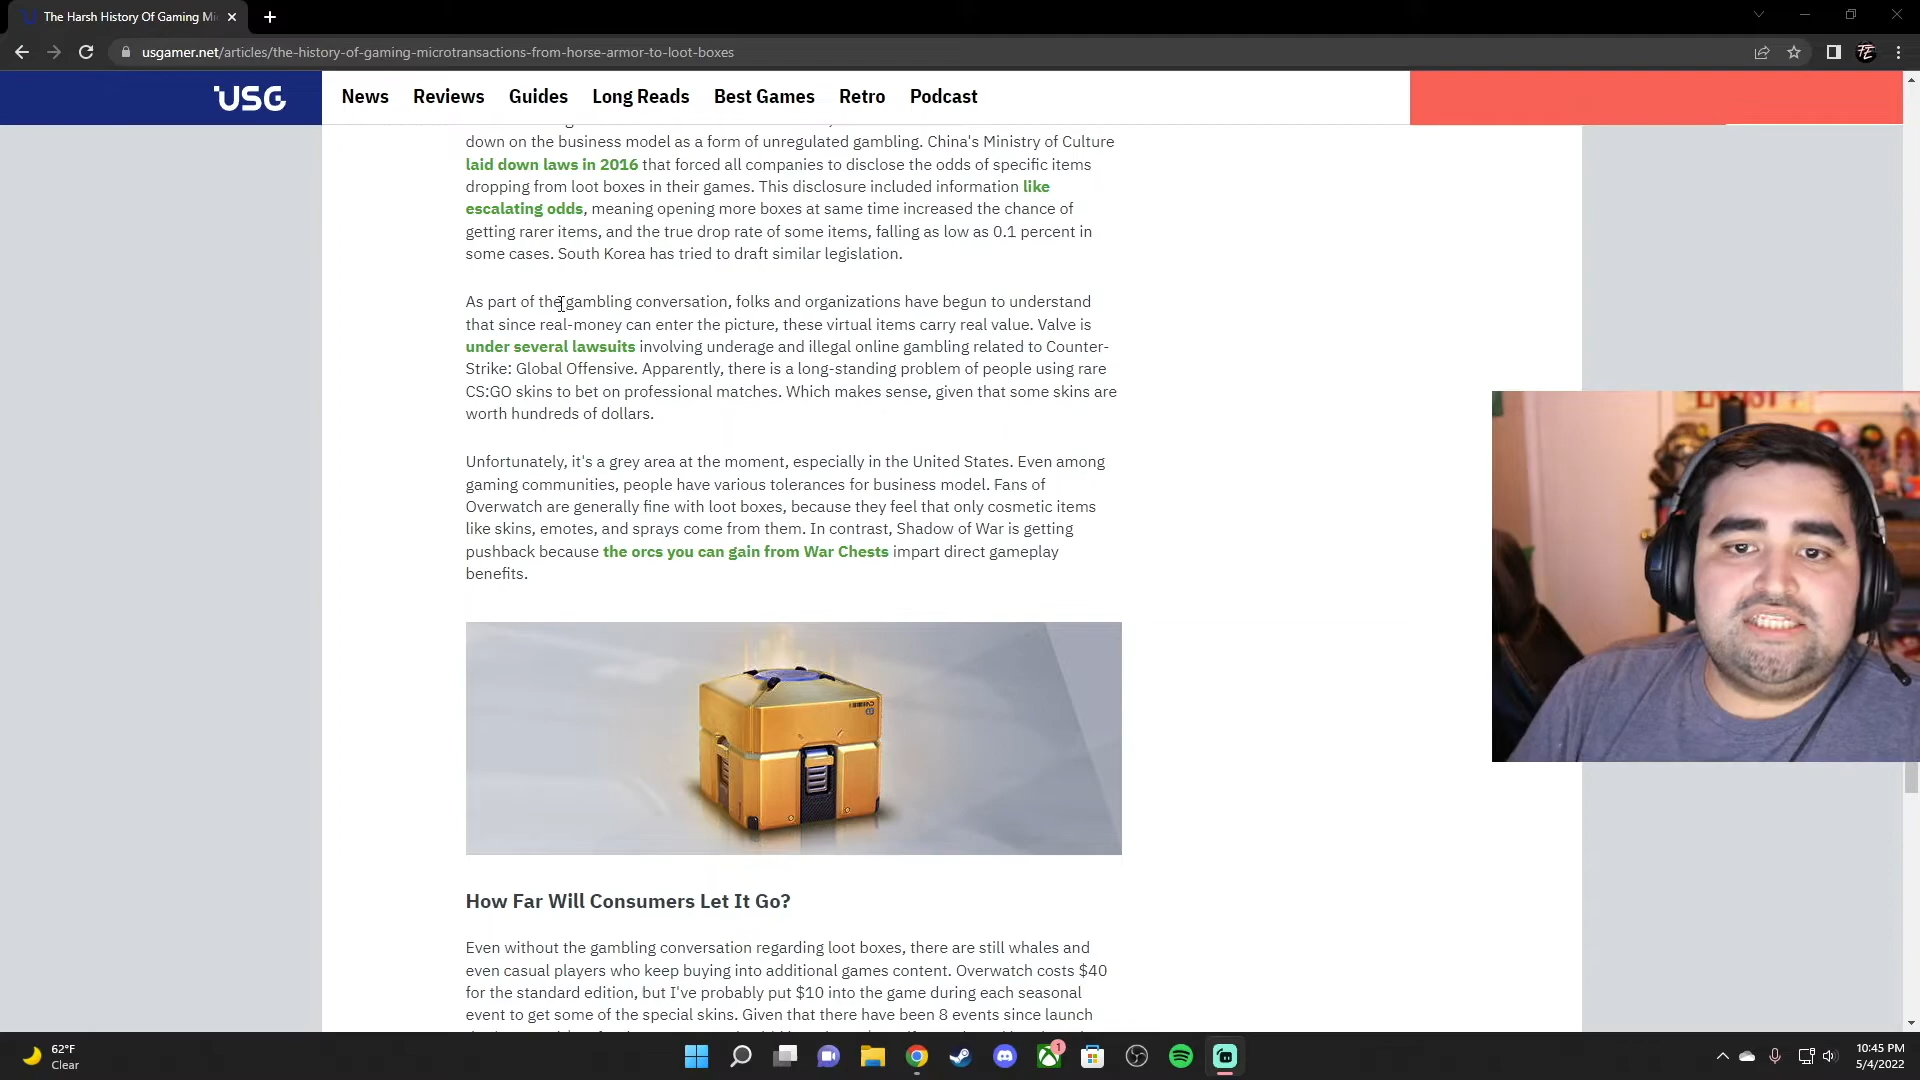 The Harsh History Of Gaming Mi
usgamer.net/articles/the-history-of-gaming-microtransactions-from-horse-armor-to-loot-boxes
USG
News Reviews Guides Long Reads Best Games Retro Podcast
down on the business model as a form of unregulated gambling. China's Ministry of Culture
laid down laws in 2016 that forced all companies to disclose the odds of specific items
dropping from loot boxes in their games. This disclosure included information like
escalating odds, meaning opening more boxes at same time increased the chance of
getting rarer items, and the true drop rate of some items, falling as low as 0.1 percent in
some cases. South Korea has tried to draft similar legislation.
As part of the gambling conversation, folks and organizations have begun to understand
that since real-money can enter the picture, these virtual items carry real value. Valve is
under several lawsuits involving underage and illegal online gambling related to Counter-
Strike: Global Offensive. Apparently, there is a long-standing problem of people using rare
CS:GO skins to bet on professional matches. Which makes sense, given that some skins are
worth hundreds of dollars.
Unfortunately, it's a grey area at the moment, especially in the United States. Even among
gaming communities, people have various tolerances for business model. Fans of
Overwatch are generally fine with loot boxes, because they feel that only cosmetic items
like skins, emotes, and sprays come from them. In contrast, Shadow of War is getting
pushback because the orcs you can gain from War Chests impart direct gameplay
benefits.
How Far Will Consumers Let It Go?
Even without the gambling conversation regarding loot boxes, there are still whales and
even casual players who keep buying into additional games content. Overwatch costs $40
for the standard edition, but I've probably put $10 into the game during each seasonal
event to get some of the special skins. Given that there have been 8 events since launch
62°F
Clear
1
10:45 PM
5/4/2022